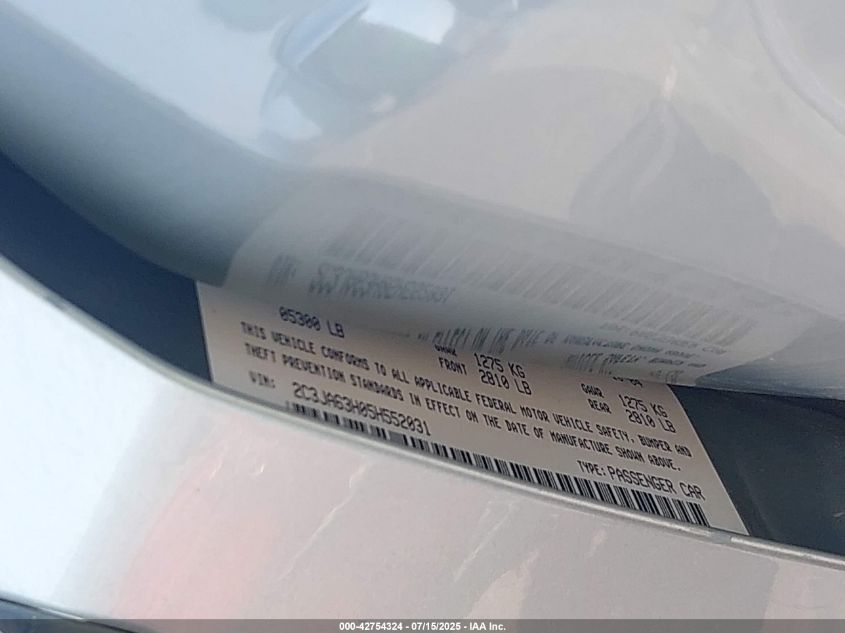 05300 LB
GAWR 1275 KG GAWR 1275 KG
FRONT 2810 LB REAR 2810 LB
THIS VEHICLE CONFORMS TO ALL APPLICABLE FEDERAL MOTOR VEHICLE SAFETY, BUMPER AND
THEFT PREVENTION STANDARDS IN EFFECT ON THE DATE OF MANUFACTURE SHOWN ABOVE.
VIN: 2C3JA63H05H552031 TYPE: PASSENGER CAR
000-42754324 - 07/15/2025 - IAA Inc.